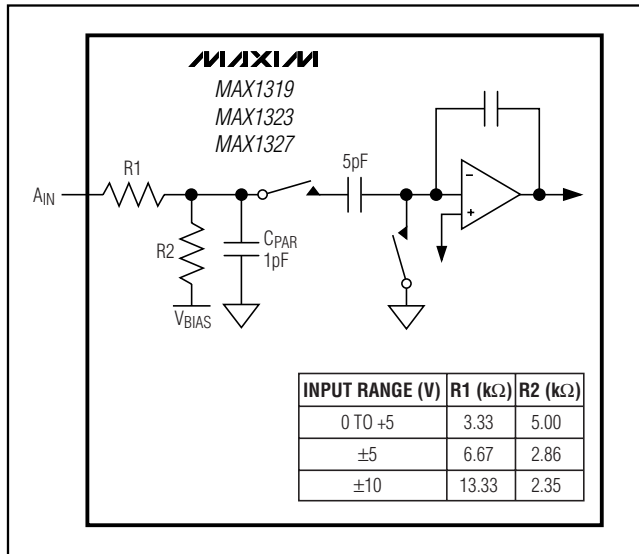 MAXIM
MAX1319
MAX1323
MAX1327
R1
5pF
AIN
−
+
R2
CPAR
1pF
VBIAS
INPUT RANGE (V) R1 (kΩ) R2 (kΩ)
0 TO +5 3.33 5.00
±5 6.67 2.86
±10 13.33 2.35